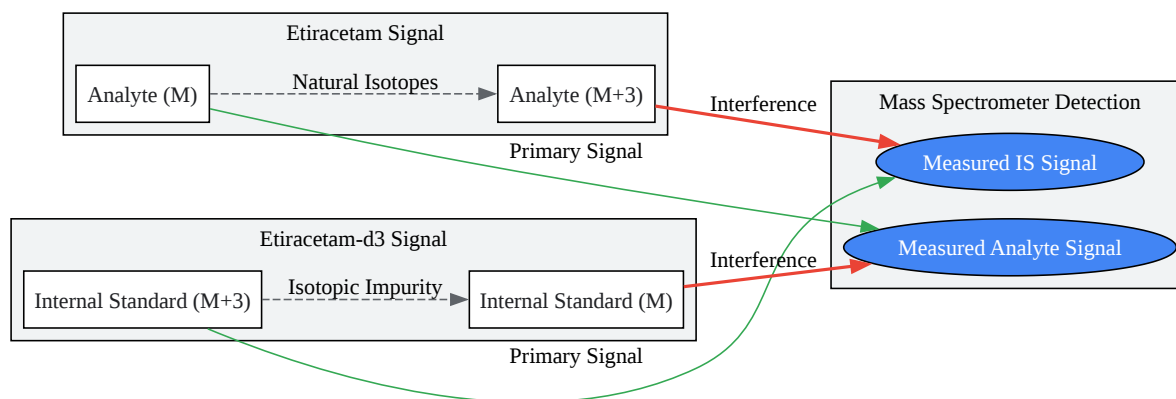 Etiracetam Signal
Analyte (M)
Natural Isotopes
Analyte (M+3)
Interference
Primary Signal
Mass Spectrometer Detection
Measured IS Signal
Measured Analyte Signal
Etiracetam-d3 Signal
Internal Standard (M+3)
Isotopic Impurity
Internal Standard (M)
Interference
Primary Signal